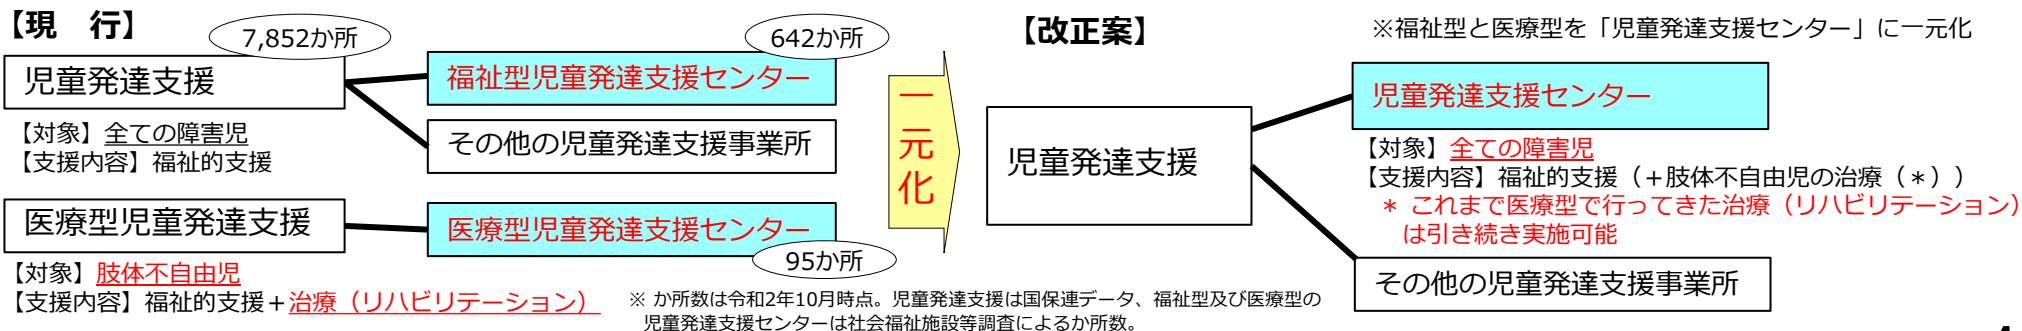 【現　行】
7,852か所
児童発達支援
【対象】全ての障害児
【支援内容】福祉的支援
642か所
福祉型児童発達支援センター
その他の児童発達支援事業所
医療型児童発達支援
【対象】肢体不自由児
【支援内容】福祉的支援＋治療（リハビリテーション）
医療型児童発達支援センター
95か所
※ か所数は令和2年10月時点。児童発達支援は国保連データ、福祉型及び医療型の
児童発達支援センターは社会福祉施設等調査によるか所数。
一元化
【改正案】
※福祉型と医療型を「児童発達支援センター」に一元化
児童発達支援
児童発達支援センター
【対象】全ての障害児
【支援内容】福祉的支援（＋肢体不自由児の治療（＊））
＊ これまで医療型で行ってきた治療（リハビリテーション）
は引き続き実施可能
その他の児童発達支援事業所